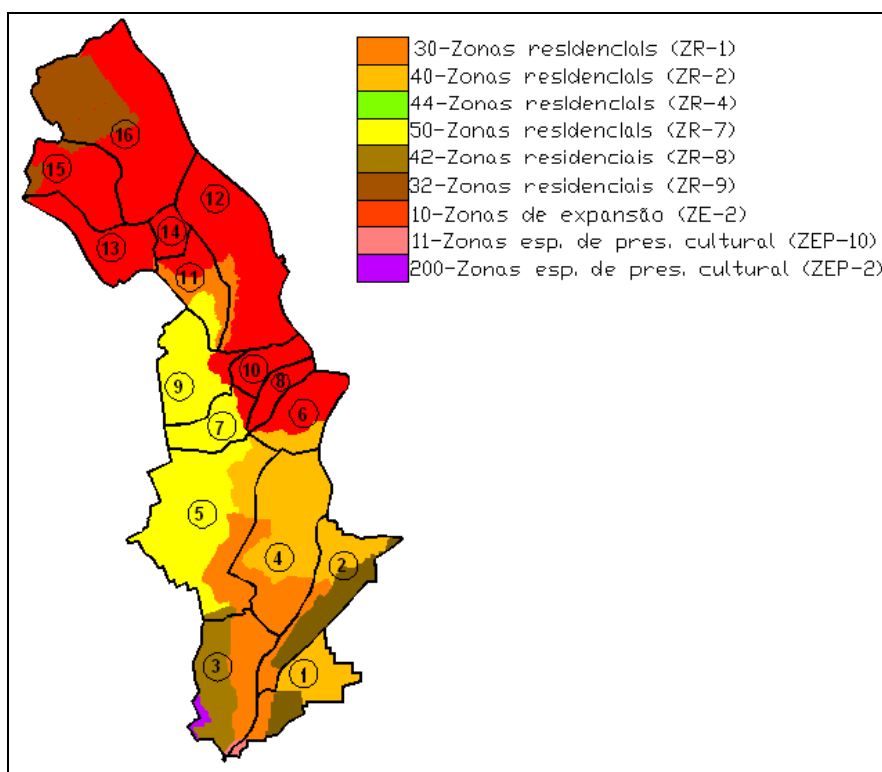 30-Zonas residenciais (ZR-1)
40-Zonas residenciais (ZR-2)
44-Zonas residenciais (ZR-4)
50-Zonas residenciais (ZR-7)
42-Zonas residenciais (ZR-8)
32-Zonas residenciais (ZR-9)
10-Zonas de expansão (ZE-2)
11-Zonas esp. de pres. cultural (ZEP-10)
200-Zonas esp. de pres. cultural (ZEP-2)
16
15
12
14
13
11
10
8
9
6
7
5
4
2
3
1